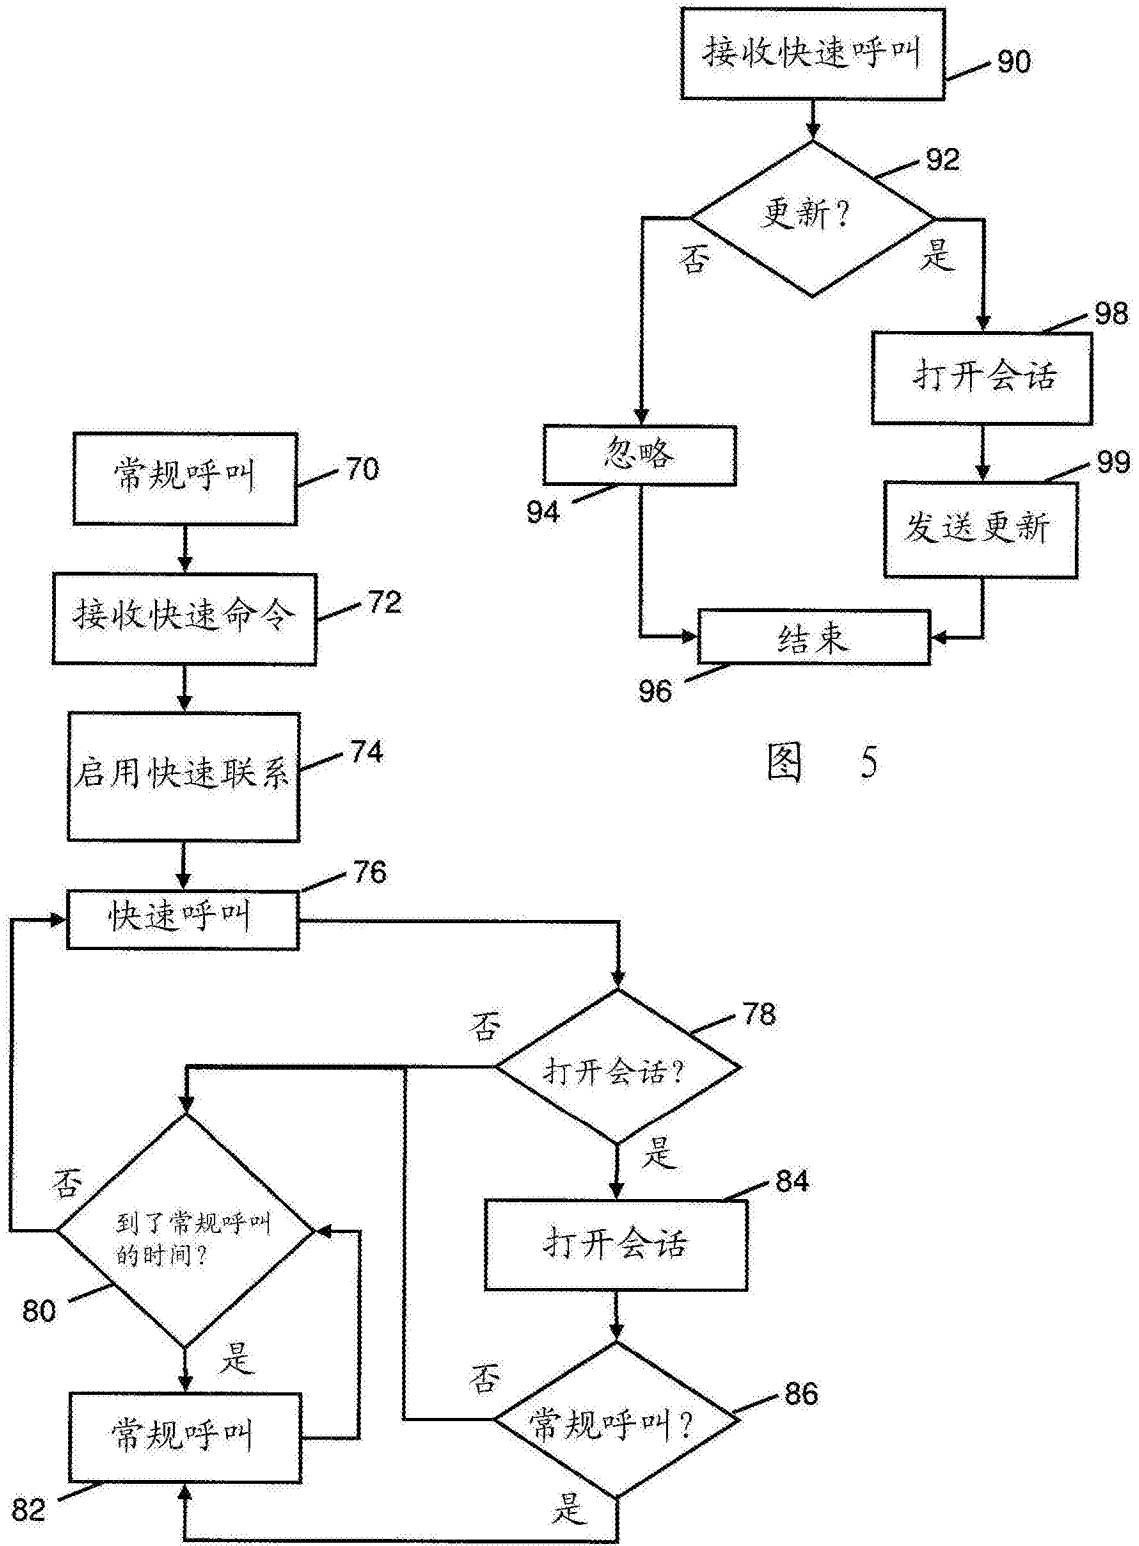 接收快速呼叫
90
更新?
92
否
是
98
打开会话
忽略
94
99
发送更新
结束
96
图 5
常规呼叫
70
接收快速命令
72
启用快速联系
74
76
快速呼叫
78
否
打开会话?
是
84
打开会话
否
到了常规呼叫
的时间?
80
是
否
86
常规呼叫?
常规呼叫
82
是